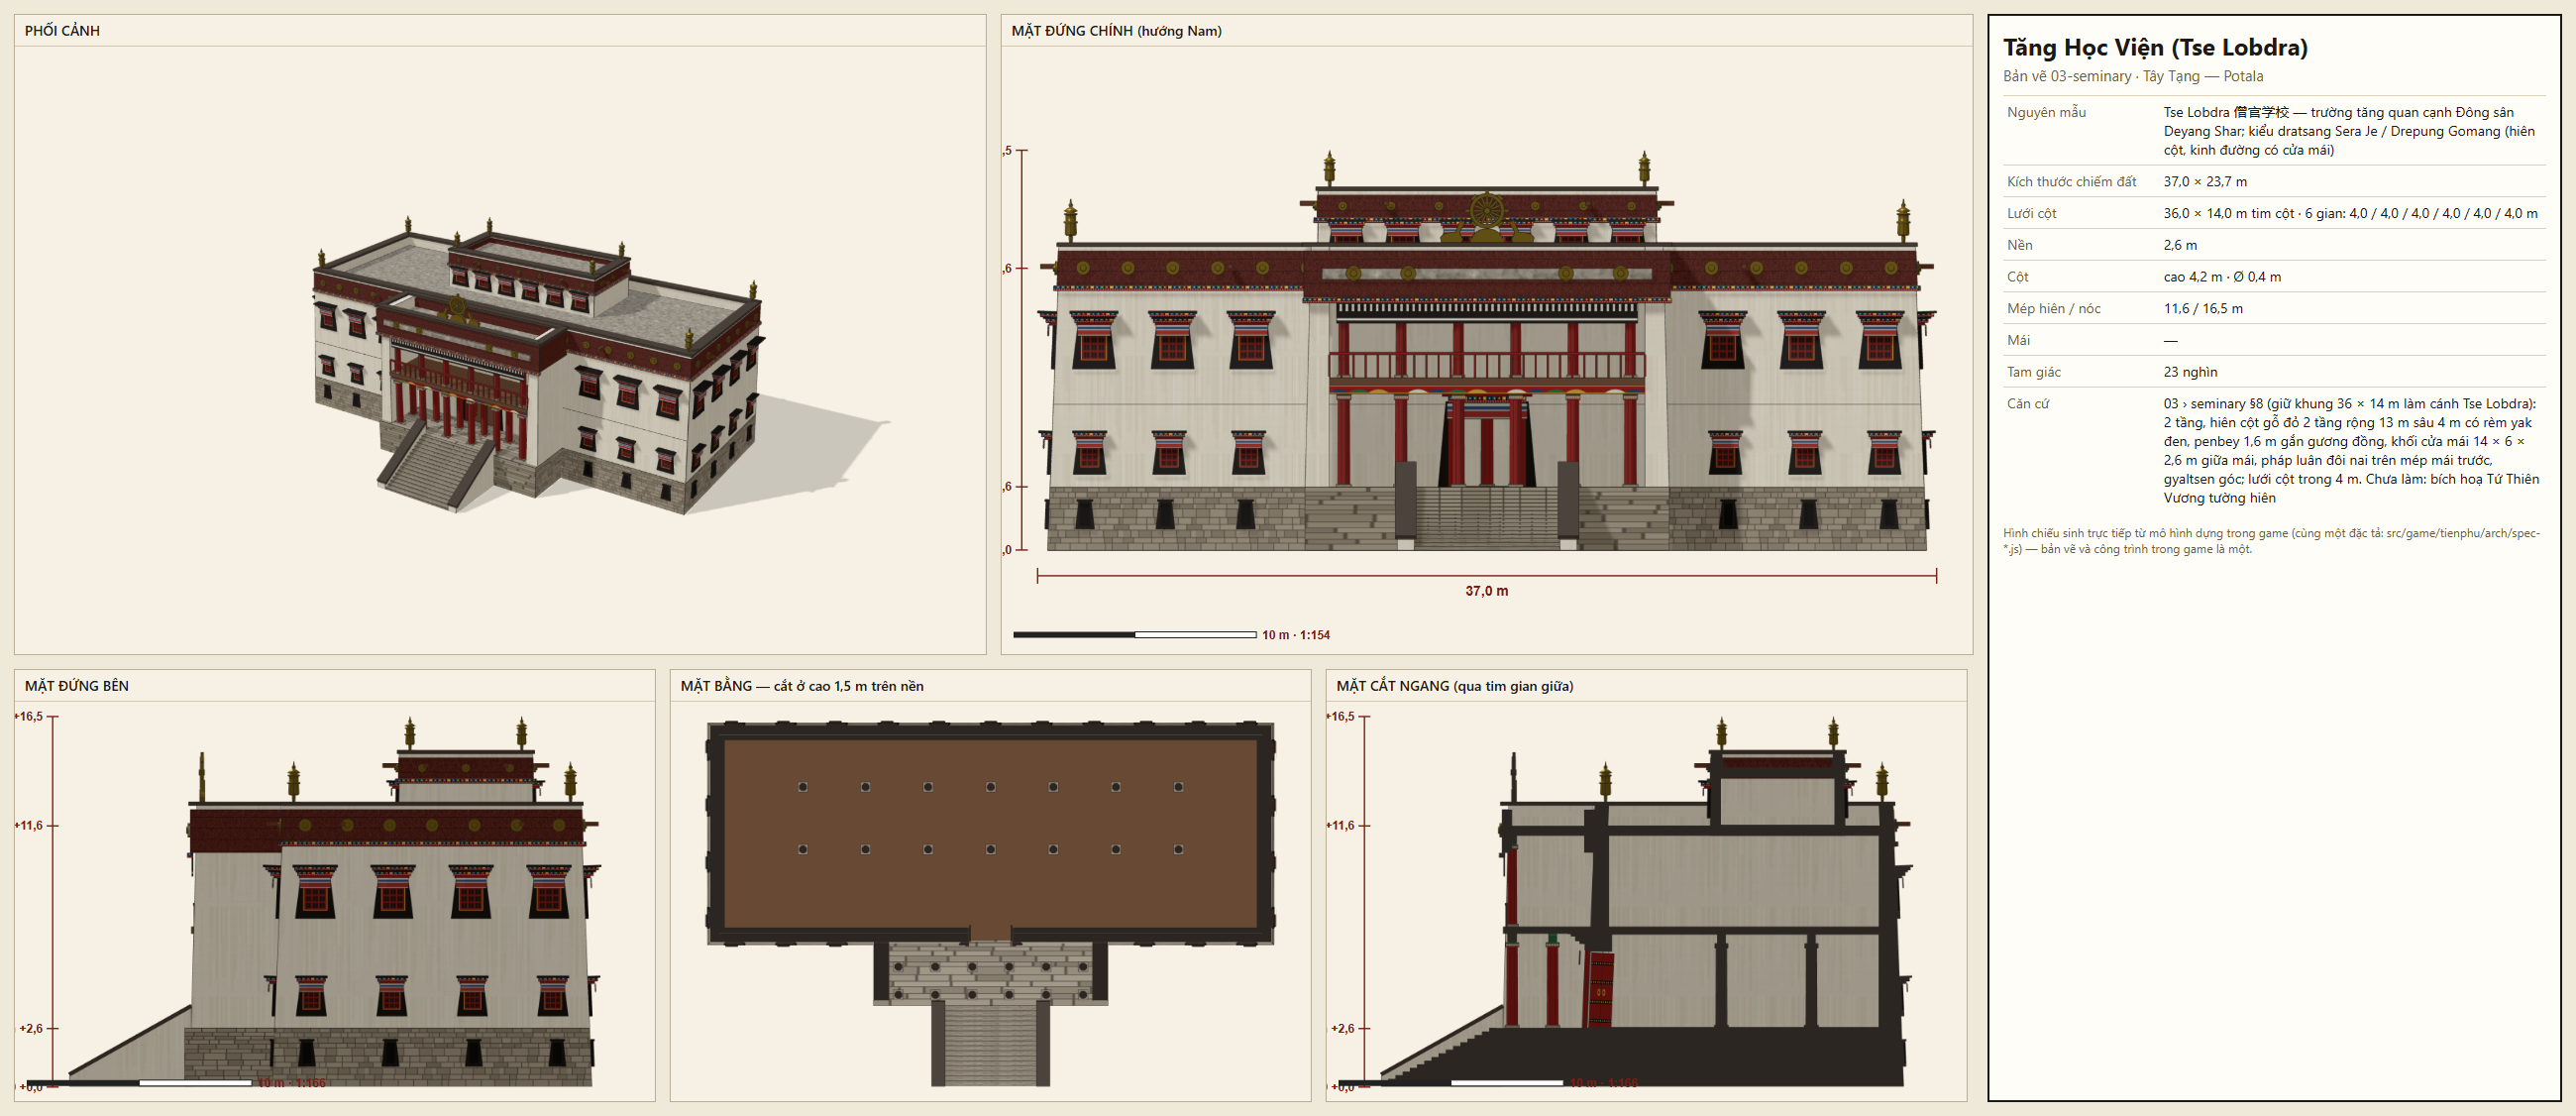 PHỐI CẢNH
MẶT ĐỨNG CHÍNH (hướng Nam)
,5
,6
,6
,0
37,0 m
10 m · 1:154
MẶT ĐỨNG BÊN
+16,5
+11,6
+2,6
+0,0
10 m · 1:166
MẶT BẰNG — cắt ở cao 1,5 m trên nền
MẶT CẮT NGANG (qua tim gian giữa)
+16,5
+11,6
+2,6
+0,0
10 m · 1:166
Tăng Học Viện (Tse Lobdra)
Bản vẽ 03-seminary · Tây Tạng — Potala
Nguyên mẫu
Tse Lobdra 僧官学校 — trường tăng quan cạnh Đông sân
Deyang Shar; kiểu dratsang Sera Je / Drepung Gomang (hiên
cột, kinh đường có cửa mái)
Kích thước chiếm đất
37,0 × 23,7 m
Lưới cột
36,0 × 14,0 m tim cột · 6 gian: 4,0 / 4,0 / 4,0 / 4,0 / 4,0 / 4,0 m
Nền
2,6 m
Cột
cao 4,2 m · Ø 0,4 m
Mép hiên / nóc
11,6 / 16,5 m
Mái
—
Tam giác
23 nghìn
Căn cứ
03 › seminary §8 (giữ khung 36 × 14 m làm cánh Tse Lobdra):
2 tầng, hiên cột gỗ đỏ 2 tầng rộng 13 m sâu 4 m có rèm yak
đen, penbey 1,6 m gắn gương đồng, khối cửa mái 14 × 6 ×
2,6 m giữa mái, pháp luân đôi nai trên mép mái trước,
gyaltsen góc; lưới cột trong 4 m. Chưa làm: bích hoạ Tứ Thiên
Vương tường hiên
Hình chiếu sinh trực tiếp từ mô hình dựng trong game (cùng một đặc tả: src/game/tienphu/arch/spec-
*.js) — bản vẽ và công trình trong game là một.